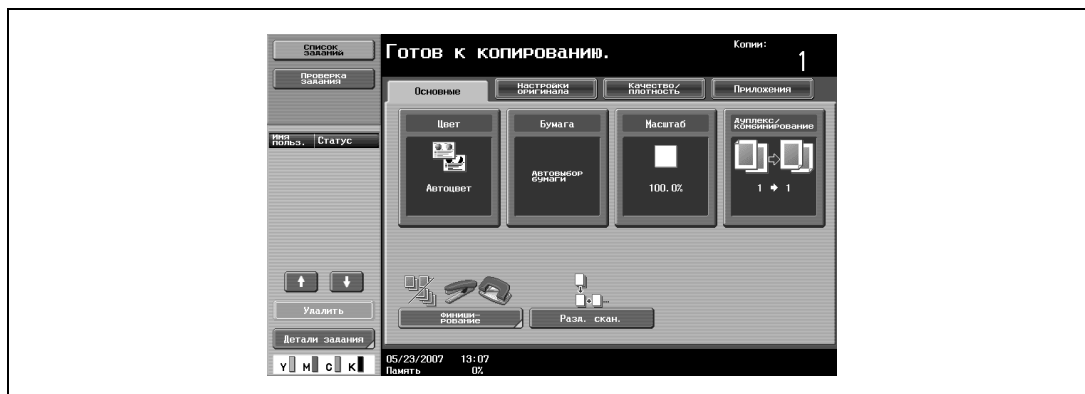 Список
заданий
Готов к копированию.
Копии:
1
Проверка
задания
Основные
Настройки
оригинала
Качество/
плотность
Приложения
Имя
польз.
Статус
Цвет
Автоцвет
Бумага
Автовыбор
бумаги
Масштаб
100.0%
Дуплекс/
комбинирование
1 → 1
Удалить
Детали задания
Финици-
рование
Разд. скан.
Y M C K
05/23/2007 13:07
Память 0%